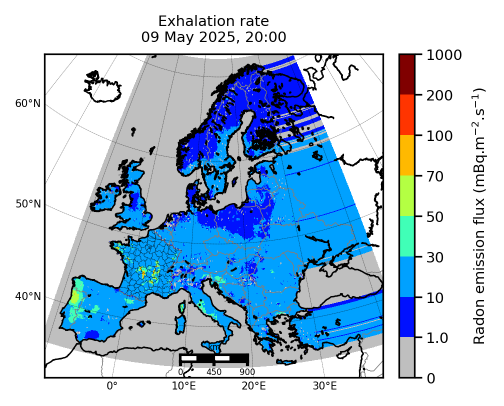 Exhalation rate
09 May 2025, 20:00
60°N
50°N
40°N
0°
10°E
20°E
30°E
0 450 900
1000
200
100
70
50
30
10
1.0
0
Radon emission flux (mBq.m⁻².s⁻¹)